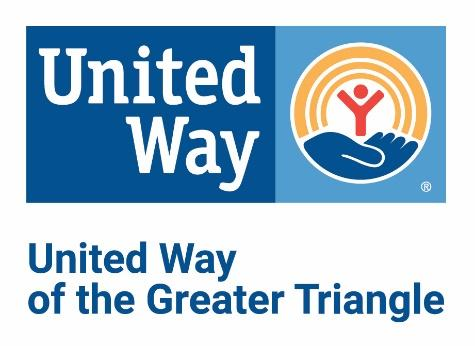 United
Way
®
United Way
of the Greater Triangle